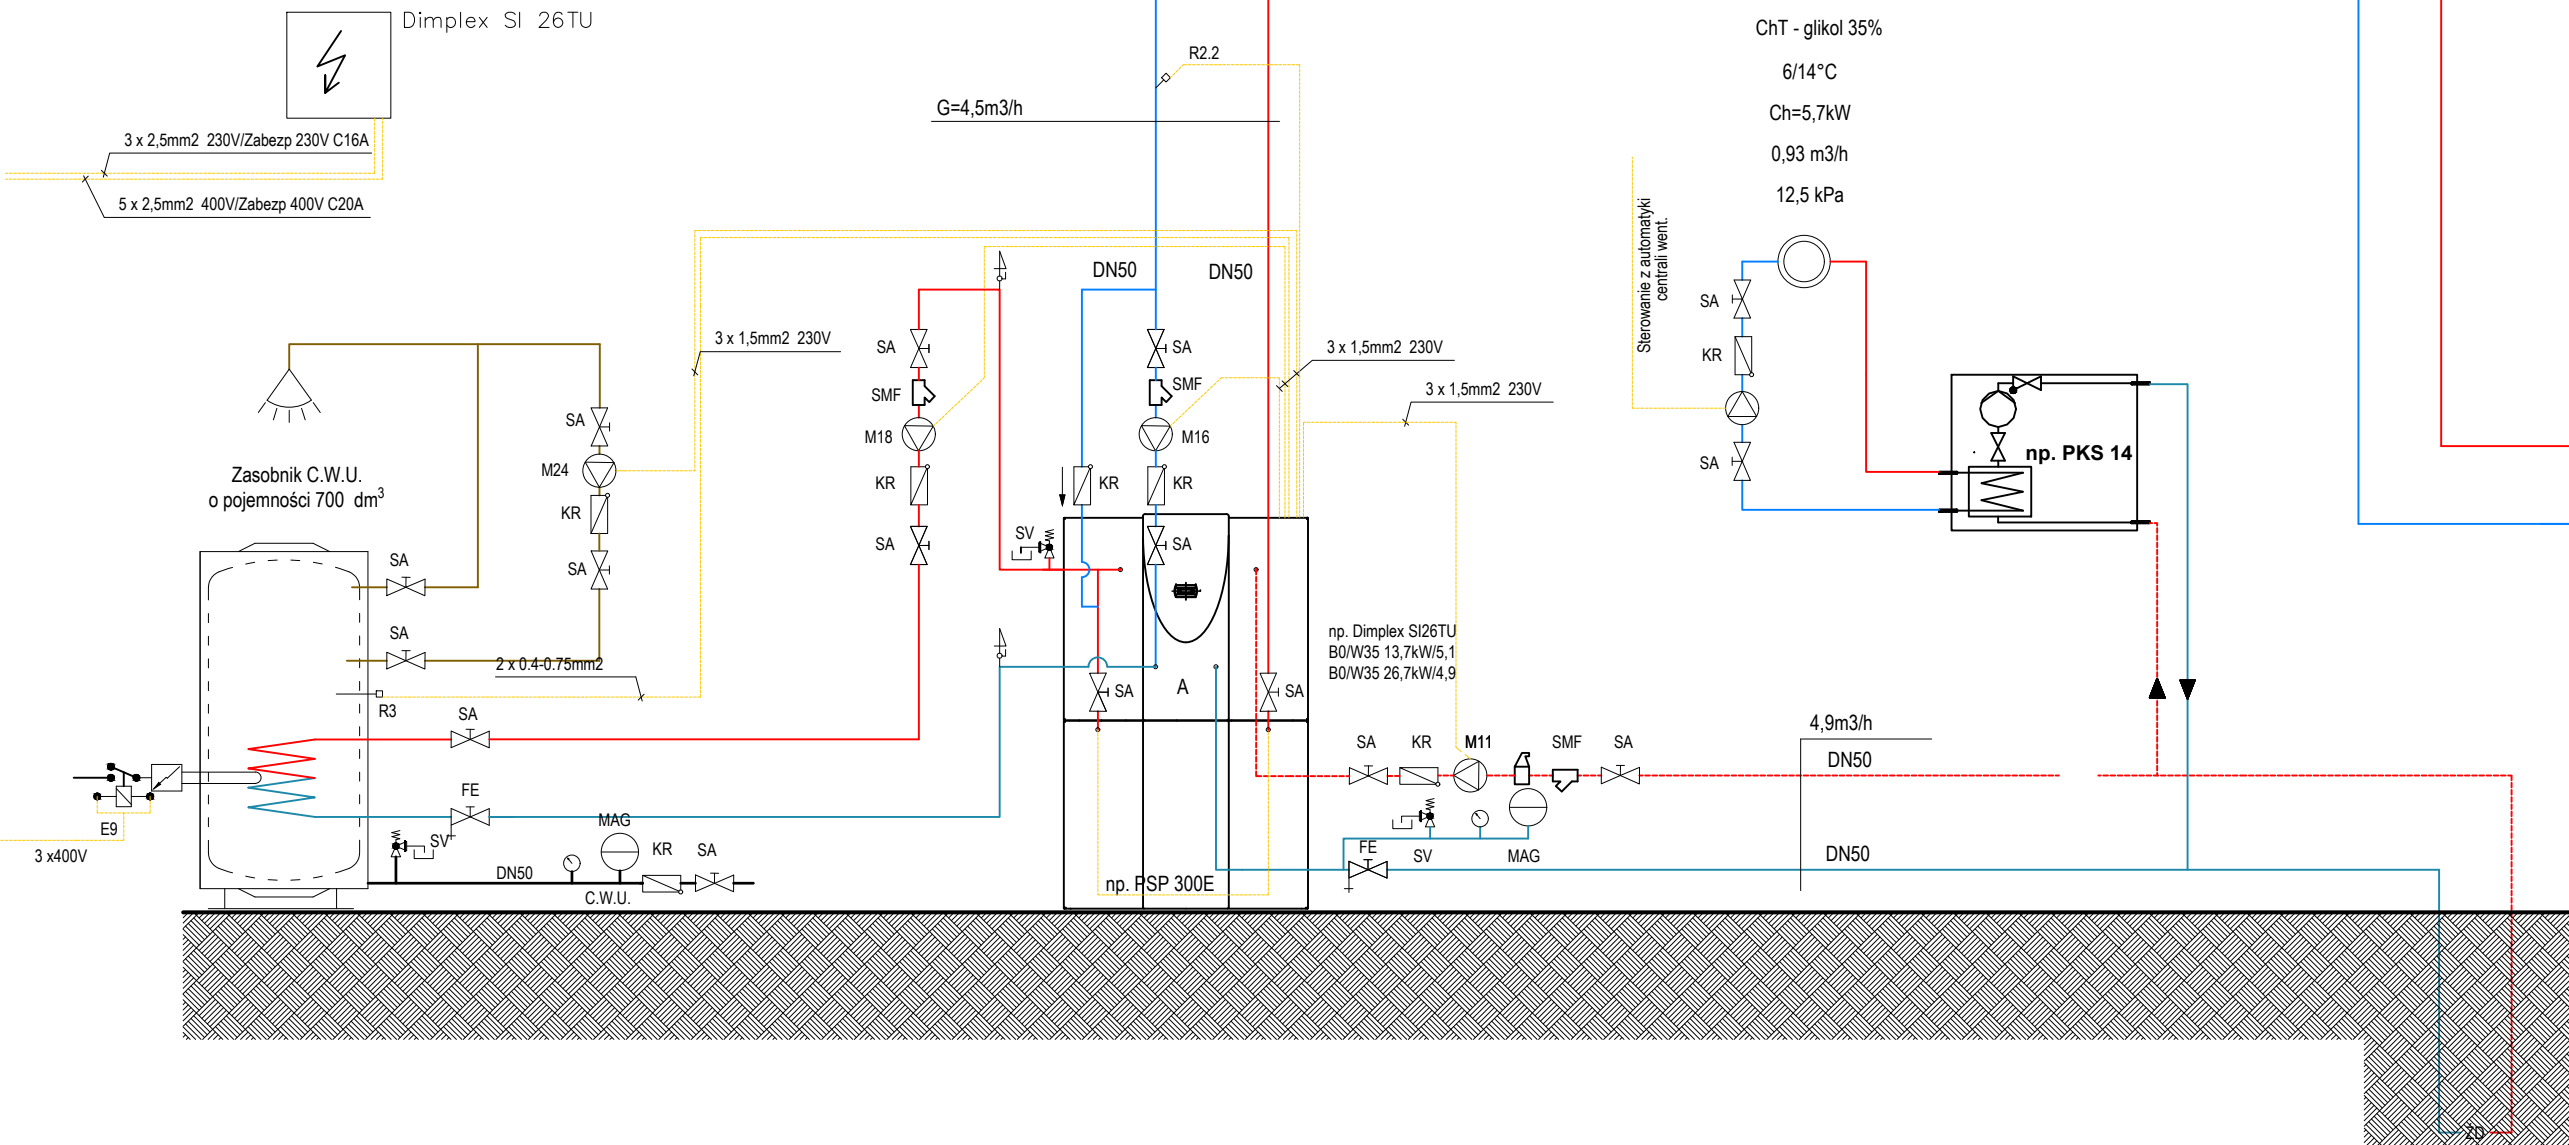 Dimplex SI 26TU
3 x 2,5mm2 230V/Zabezp 230V C16A
5 x 2,5mm2 400V/Zabezp 400V C20A
R2.2
G=4,5m3/h
ChT - glikol 35%
6/14°C
Ch=5,7kW
0,93 m3/h
12,5 kPa
Sterowanie z automatyki
centrali went.
DN50
DN50
SA
KR
SA
3 x 1,5mm2 230V
SA
SMF
M18
KR
SA
SA
SMF
M16
KR
KR
SA
3 x 1,5mm2 230V
3 x 1,5mm2 230V
np. PKS 14
Zasobnik C.W.U.
o pojemności 700 dm3
SA
M24
KR
SA
SA
SA
2 x 0.4-0.75mm2
R3
SV
np. Dimplex SI26TU
B0/W35 13,7kW/5,1
B0/W35 26,7kW/4,9
A
SA
SA
SA
FE
E9
3 x400V
SV
MAG
KR
SA
DN50
C.W.U.
np. PSP 300E
SA
KR
M11
SMF
SA
4,9m3/h
DN50
FE
SV
MAG
DN50
ŻD